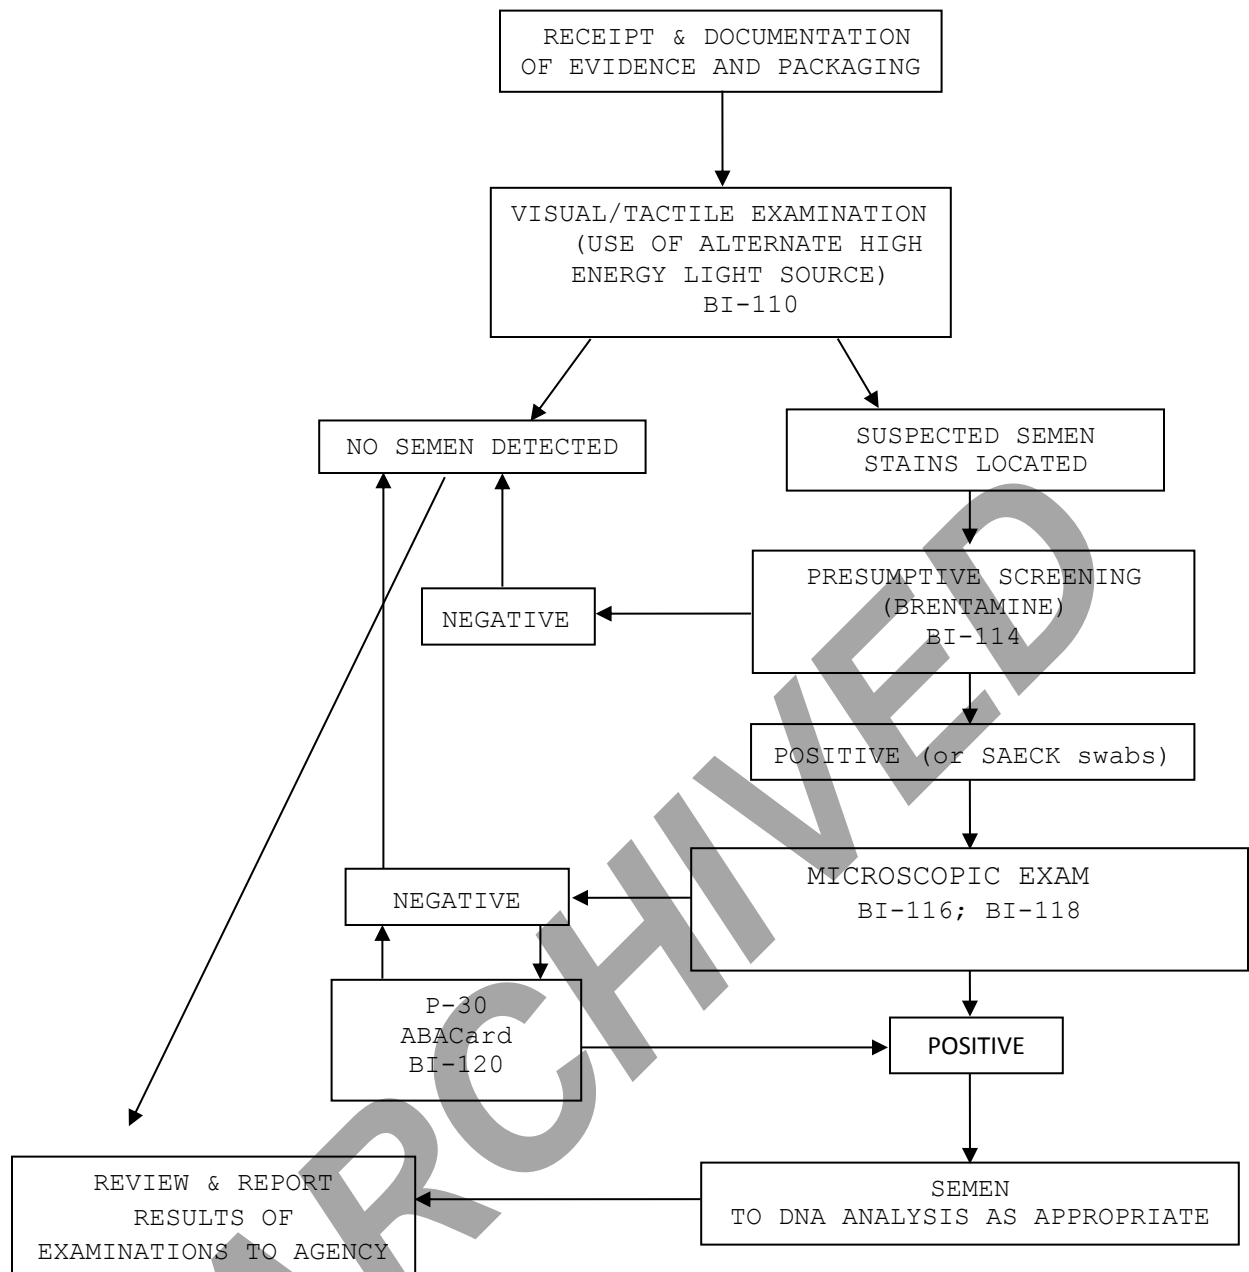 RECEIPT & DOCUMENTATION
OF EVIDENCE AND PACKAGING
VISUAL/TACTILE EXAMINATION
(USE OF ALTERNATE HIGH
ENERGY LIGHT SOURCE)
BI-110
NO SEMEN DETECTED
SUSPECTED SEMEN
STAINS LOCATED
PRESUMPTIVE SCREENING
(BRENTAMINE)
BI-114
NEGATIVE
POSITIVE (or SAECK swabs)
MICROSCOPIC EXAM
BI-116; BI-118
NEGATIVE
P-30
ABACard
BI-120
POSITIVE
REVIEW & REPORT
RESULTS OF
EXAMINATIONS TO AGENCY
SEMEN
TO DNA ANALYSIS AS APPROPRIATE
ARCHIVED